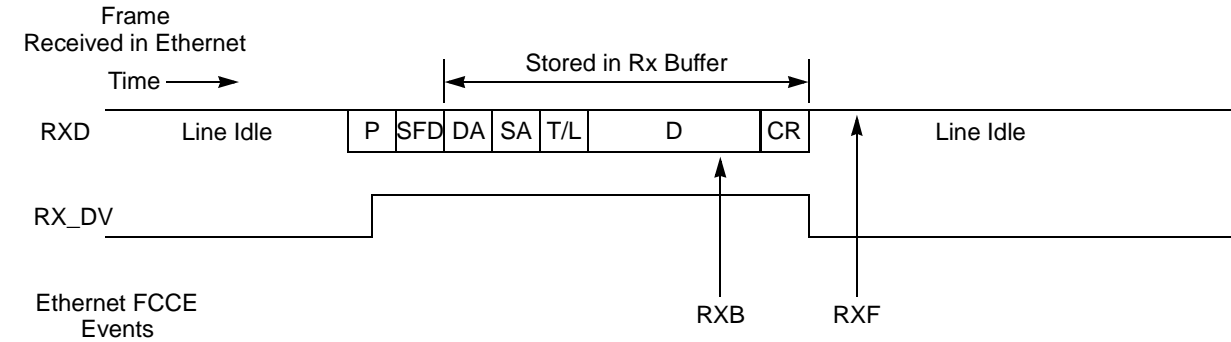 Frame
Received in Ethernet
Stored in Rx Buffer
Time
RXD
Line Idle
P
SFD
DA
SA
T/L
D
CR
Line Idle
RX_DV
Ethernet FCCE
Events
RXB
RXF